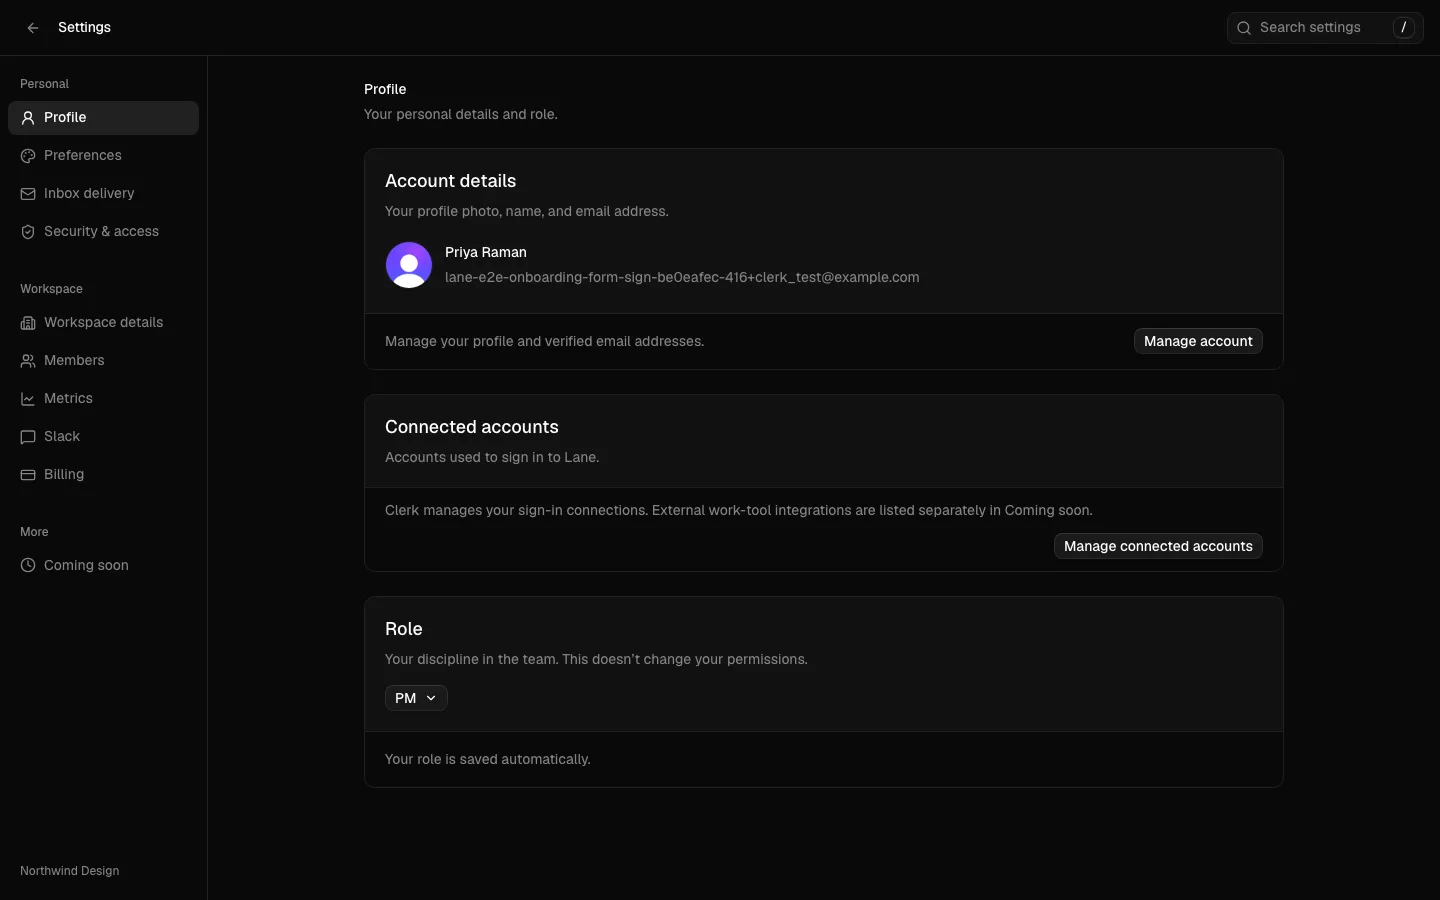 Settings
Search settings /
Personal
Profile
Preferences
Inbox delivery
Security & access
Workspace
Workspace details
Members
Metrics
Slack
Billing
More
Coming soon
Northwind Design
Profile
Your personal details and role.
Account details
Your profile photo, name, and email address.
Priya Raman
lane-e2e-onboarding-form-sign-be0eafec-416+clerk_test@example.com
Manage your profile and verified email addresses.
Manage account
Connected accounts
Accounts used to sign in to Lane.
Clerk manages your sign-in connections. External work-tool integrations are listed separately in Coming soon.
Manage connected accounts
Role
Your discipline in the team. This doesn’t change your permissions.
PM
Your role is saved automatically.